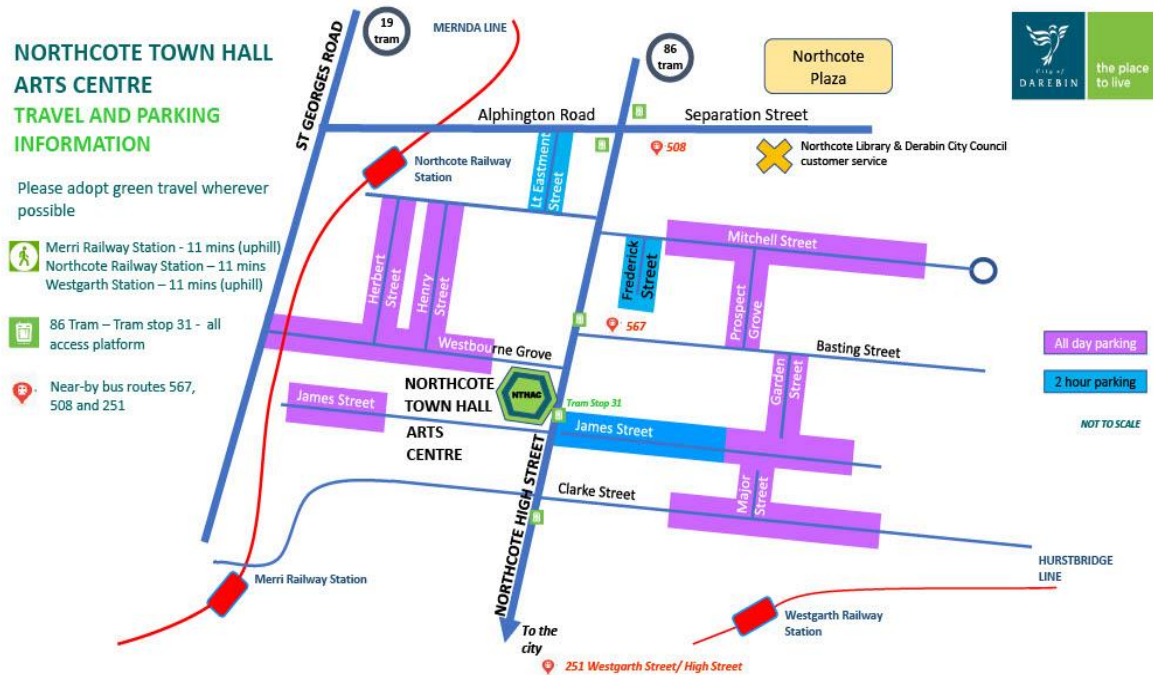 NORTHCOTE TOWN HALL
ARTS CENTRE
TRAVEL AND PARKING
INFORMATION
Please adopt green travel wherever
possible
Merri Railway Station - 11 mins (uphill)
Northcote Railway Station – 11 mins
Westgarth Station – 11 mins (uphill)
86 Tram – Tram stop 31 - all
access platform
Near-by bus routes 567,
508 and 251
19
tram
MERNDA LINE
86
tram
Northcote
Plaza
City of
DAREBIN
the place
to live
ST GEORGES ROAD
Alphington Road
Separation Street
508
Northcote Library & Derabin City Council
customer service
Northcote Railway
Station
Lt Eastment
Street
Mitchell Street
Herbert
Street
Henry
Street
Frederick
Street
Prospect
Grove
567
Westbourne Grove
Basting Street
All day parking
2 hour parking
NOT TO SCALE
Garden
Street
NORTHCOTE
TOWN HALL
ARTS
CENTRE
NTHAC
Tram Stop 31
James Street
James Street
NORTHCOTE HIGH STREET
Clarke Street
Major
Street
Merri Railway Station
HURSTBRIDGE
LINE
Westgarth Railway
Station
To the
city
251 Westgarth Street/ High Street